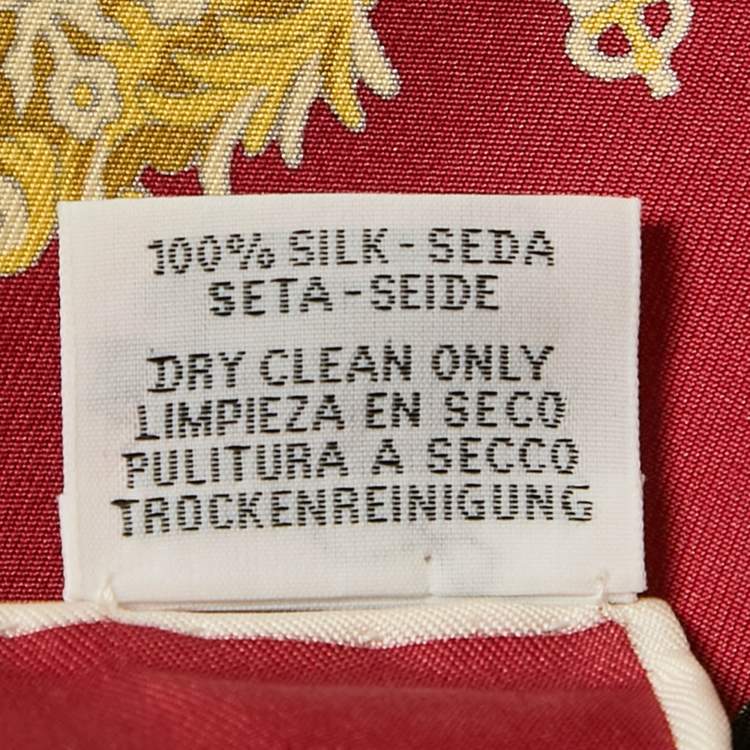 100% SILK - SEDA
SETA - SEIDE
DRY CLEAN ONLY
LIMPIEZA EN SECO
PULITURA A SECCO
TROCKENREINIGUNG